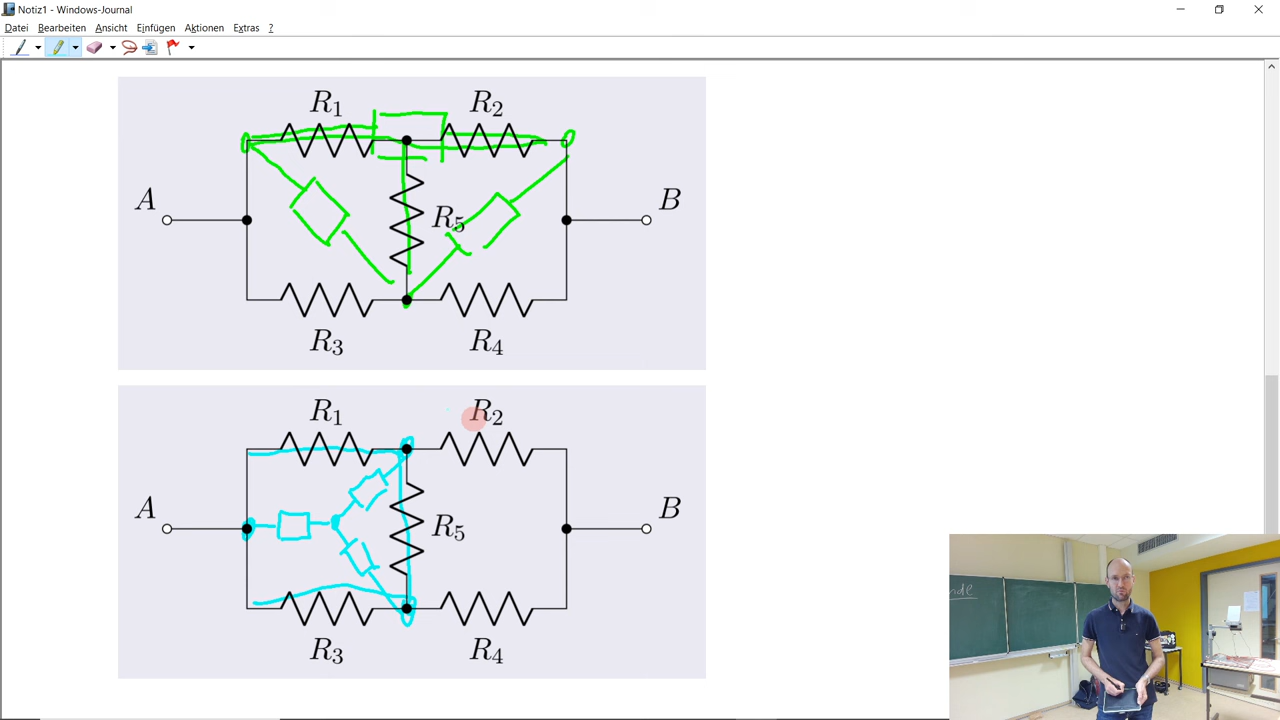 Notiz1 - Windows-Journal
Datei Bearbeiten Ansicht Einfügen Aktionen Extras ?
R1 R2
A R5 B
R3 R4
R1 R2
A R5 B
R3 R4